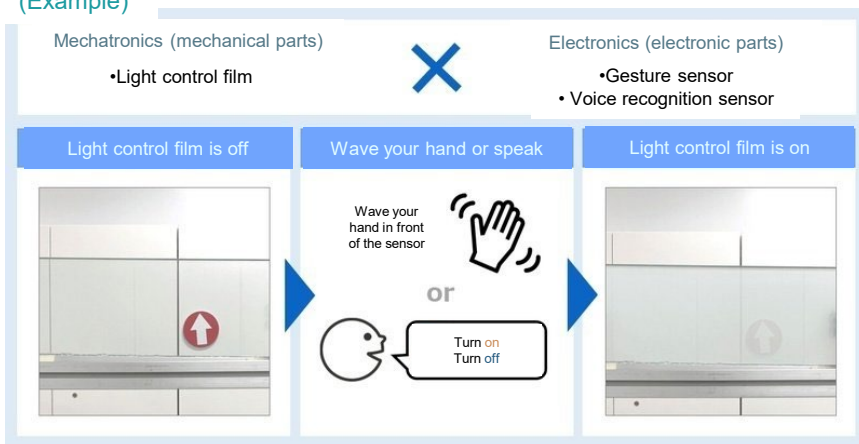 (Example)
Mechatronics (mechanical parts)
•Light control film
Electronics (electronic parts)
•Gesture sensor
• Voice recognition sensor
Light control film is off
Wave your hand or speak
Light control film is on
Wave your
hand in front
of the sensor
or
Turn on
Turn off